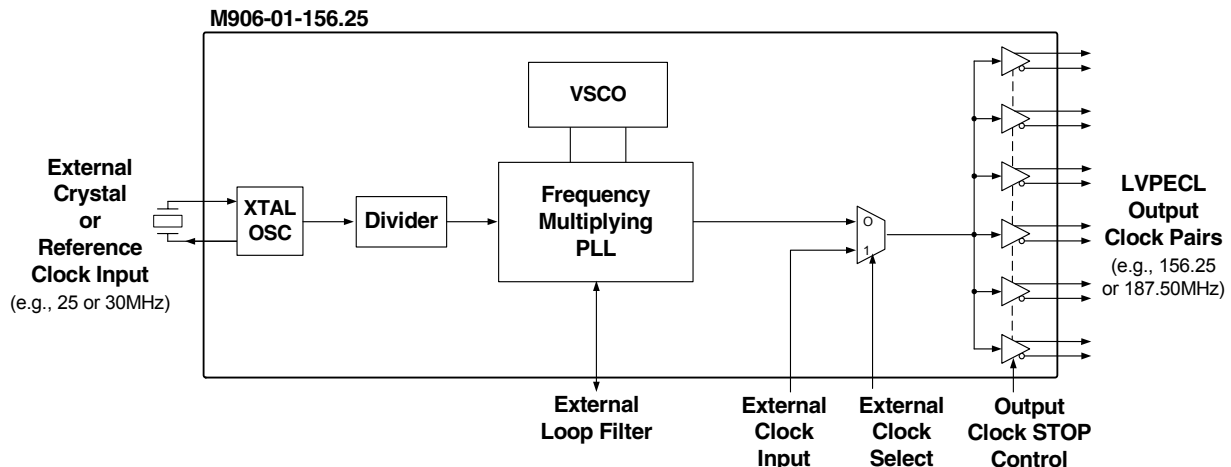 M906-01-156.25
VSCO
External
Crystal
or
Reference
Clock Input
(e.g., 25 or 30MHz)
XTAL
OSC
Divider
Frequency
Multiplying
PLL
O
1
LVPECL
Output
Clock Pairs
(e.g., 156.25
or 187.50MHz)
External
Loop Filter
External
Clock
Input
External
Clock
Select
Output
Clock STOP
Control